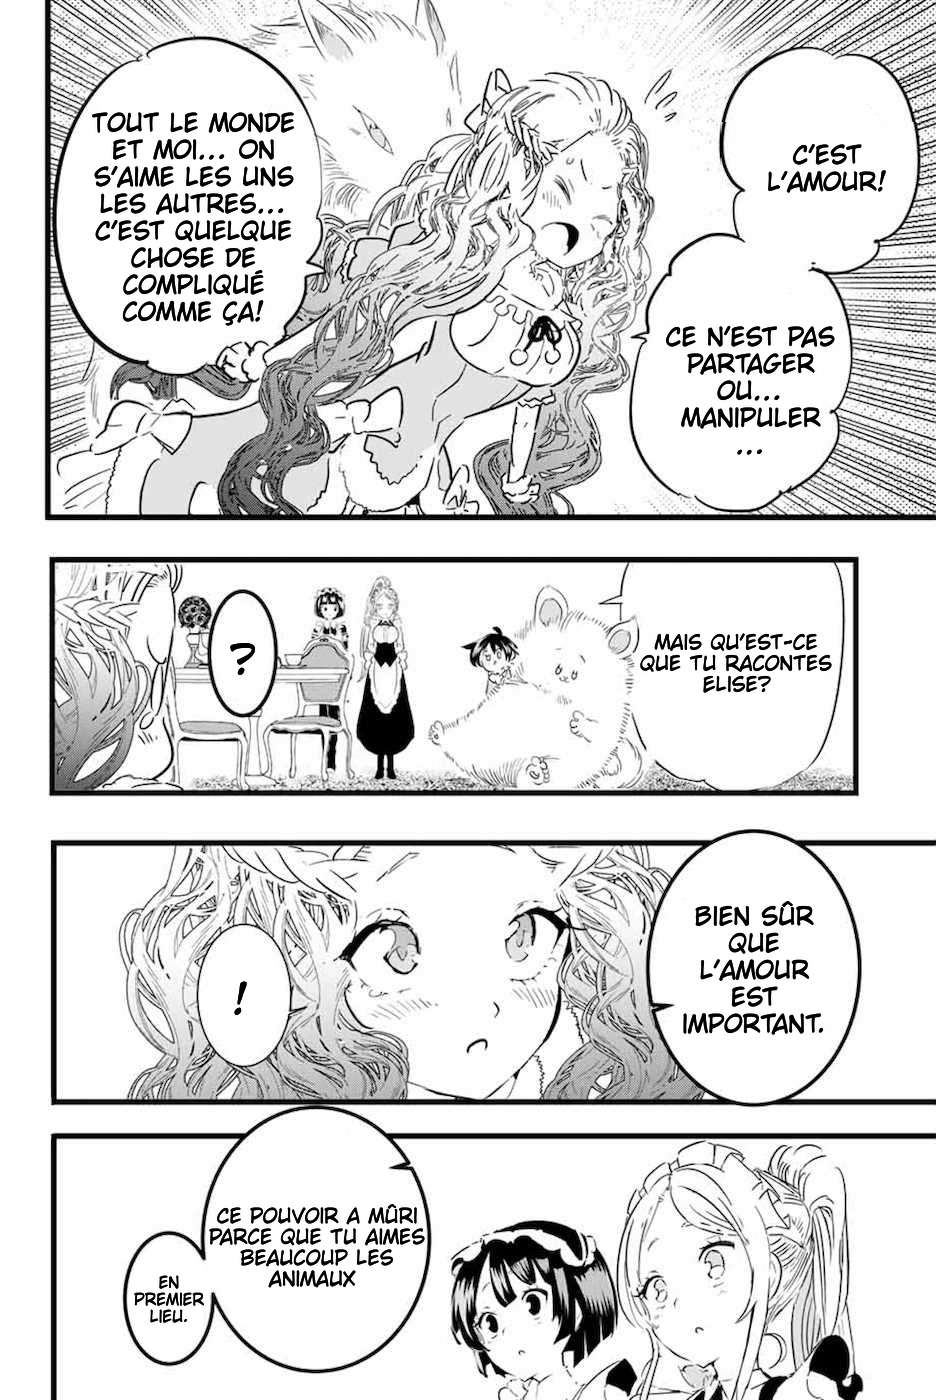 C'EST
L'AMOUR!
CE N'EST PAS
PARTAGER
OU...
MANIPULER
...
TOUT LE MONDE
ET MOI... ON
S'AIME LES UNS
LES AUTRES...
C'EST QUELQUE
CHOSE DE
COMPLIQUÉ
COMME ÇA!
MAIS QU'EST-CE
QUE TU RACONTES
ELISE?
?
BIEN SÛR
QUE
L'AMOUR
EST
IMPORTANT.
!
CE POUVOIR A MÛRI
PARCE QUE TU AIMES
BEAUCOUP LES
ANIMAUX
EN
PREMIER
LIEU.